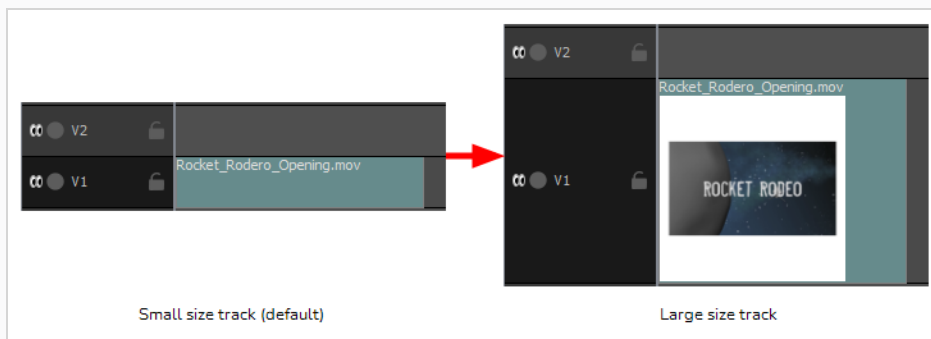 V2
V1
Rocket_Rodero_Opening.mov
Small size track (default)
V2
V1
Rocket_Rodero_Opening.mov
ROCKET RODEO
Large size track